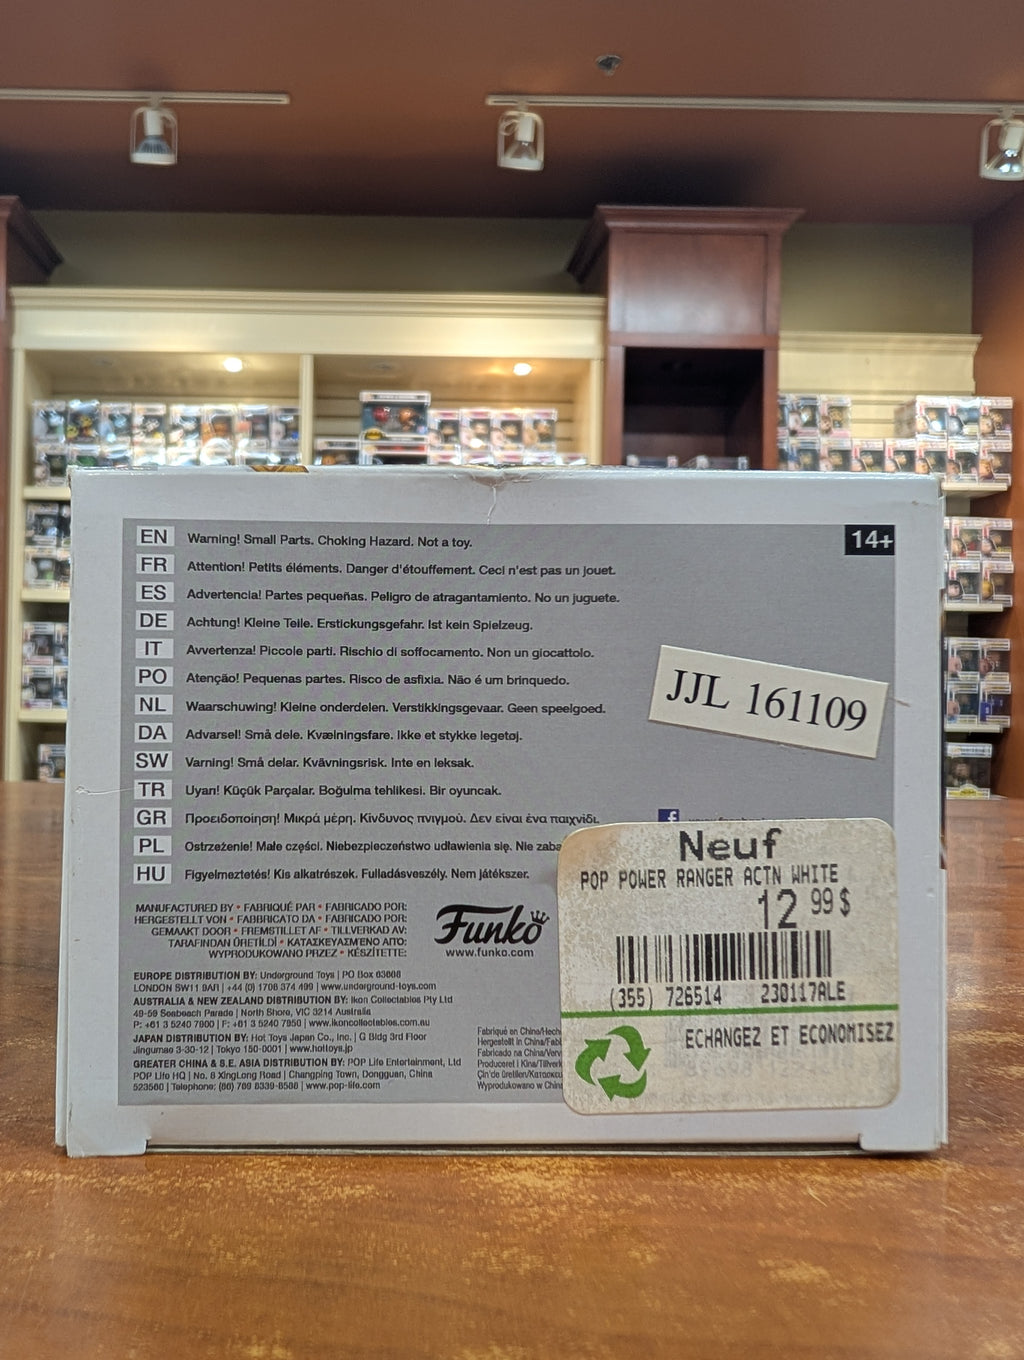 EN Warning! Small Parts. Choking Hazard. Not a toy.
14+
FR Attention! Petits éléments. Danger d'étouffement. Ceci n'est pas un jouet.
ES Advertencia! Partes pequeñas. Peligro de atragantamiento. No un juguete.
DE Achtung! Kleine Teile. Erstickungsgefahr. Ist kein Spielzeug.
IT Avvertenza! Piccole parti. Rischio di soffocamento. Non un giocattolo.
PO Atenção! Pequenas partes. Risco de asfixia. Não é um brinquedo.
JJL 161109
NL Waarschuwing! Kleine onderdelen. Verstikkingsgevaar. Geen speelgoed.
DA Advarsel! Små dele. Kvælningsfare. Ikke et stykke legetøj.
SW Varning! Små delar. Kvävningsrisk. Inte en leksak.
TR Uyarı! Küçük Parçalar. Boğulma tehlikesi. Bir oyuncak.
GR Προειδοποίηση! Μικρά μέρη. Κίνδυνος πνιγμού. Δεν είναι ένα παιχνίδι.
PL Ostrzeżenie! Małe części. Niebezpieczeństwo udławienia się. Nie zaba
HU Figyelmeztetés! Kis alkatrészek. Fulladásveszély. Nem játékszer.
MANUFACTURED BY • FABRIQUÉ PAR • FABRICADO POR:
HERGESTELLT VON • FABBRICATO DA • FABRICADO POR:
GEMAAKT DOOR • FREMSTILLET AF • TILLVERKAD AV:
TARAFINDAN ÜRETİLDİ • ΚΑΤΑΣΚΕΥΑΣΜΈΝΟ ΑΠΌ:
WYPRODUKOWANO PRZEZ • KÉSZÍTETTE:
Funko
www.funko.com
EUROPE DISTRIBUTION BY: Underground Toys | PO Box 63608
LONDON SW11 9AR | +44 (0) 1708 374 499 | www.underground-toys.com
AUSTRALIA & NEW ZEALAND DISTRIBUTION BY: Ikon Collectables Pty Ltd
49-59 Seabeach Parade | North Shore, VIC 3214 Australia
P: +61 3 5240 7900 | F: +61 3 5240 7950 | www.ikoncollectables.com.au
JAPAN DISTRIBUTION BY: Hot Toys Japan Co., Inc. | Q Bldg 3rd Floor
Jingumae 3-30-12 | Tokyo 150-0001 | www.hottoys.jp
GREATER CHINA & S.E. ASIA DISTRIBUTION BY: POP Life Entertainment, Ltd
POP Life HQ | No. 8 XingLong Road | Changping Town, Dongguan, China
523560 | Telephone: (86) 769 8339-8588 | www.pop-life.com
Fabriqué en China/Hech
Hergestellt in China/Fabl
Fabricado na China/Verv
Produceret i Kina/Tillverk
Çin'de üretilen/Κατασκευ
Wyprodukowano w Chin
Neuf
POP POWER RANGER ACTN WHITE
12 99 $
(355) 726514 230117ALE
ECHANGEZ ET ECONOMISEZ